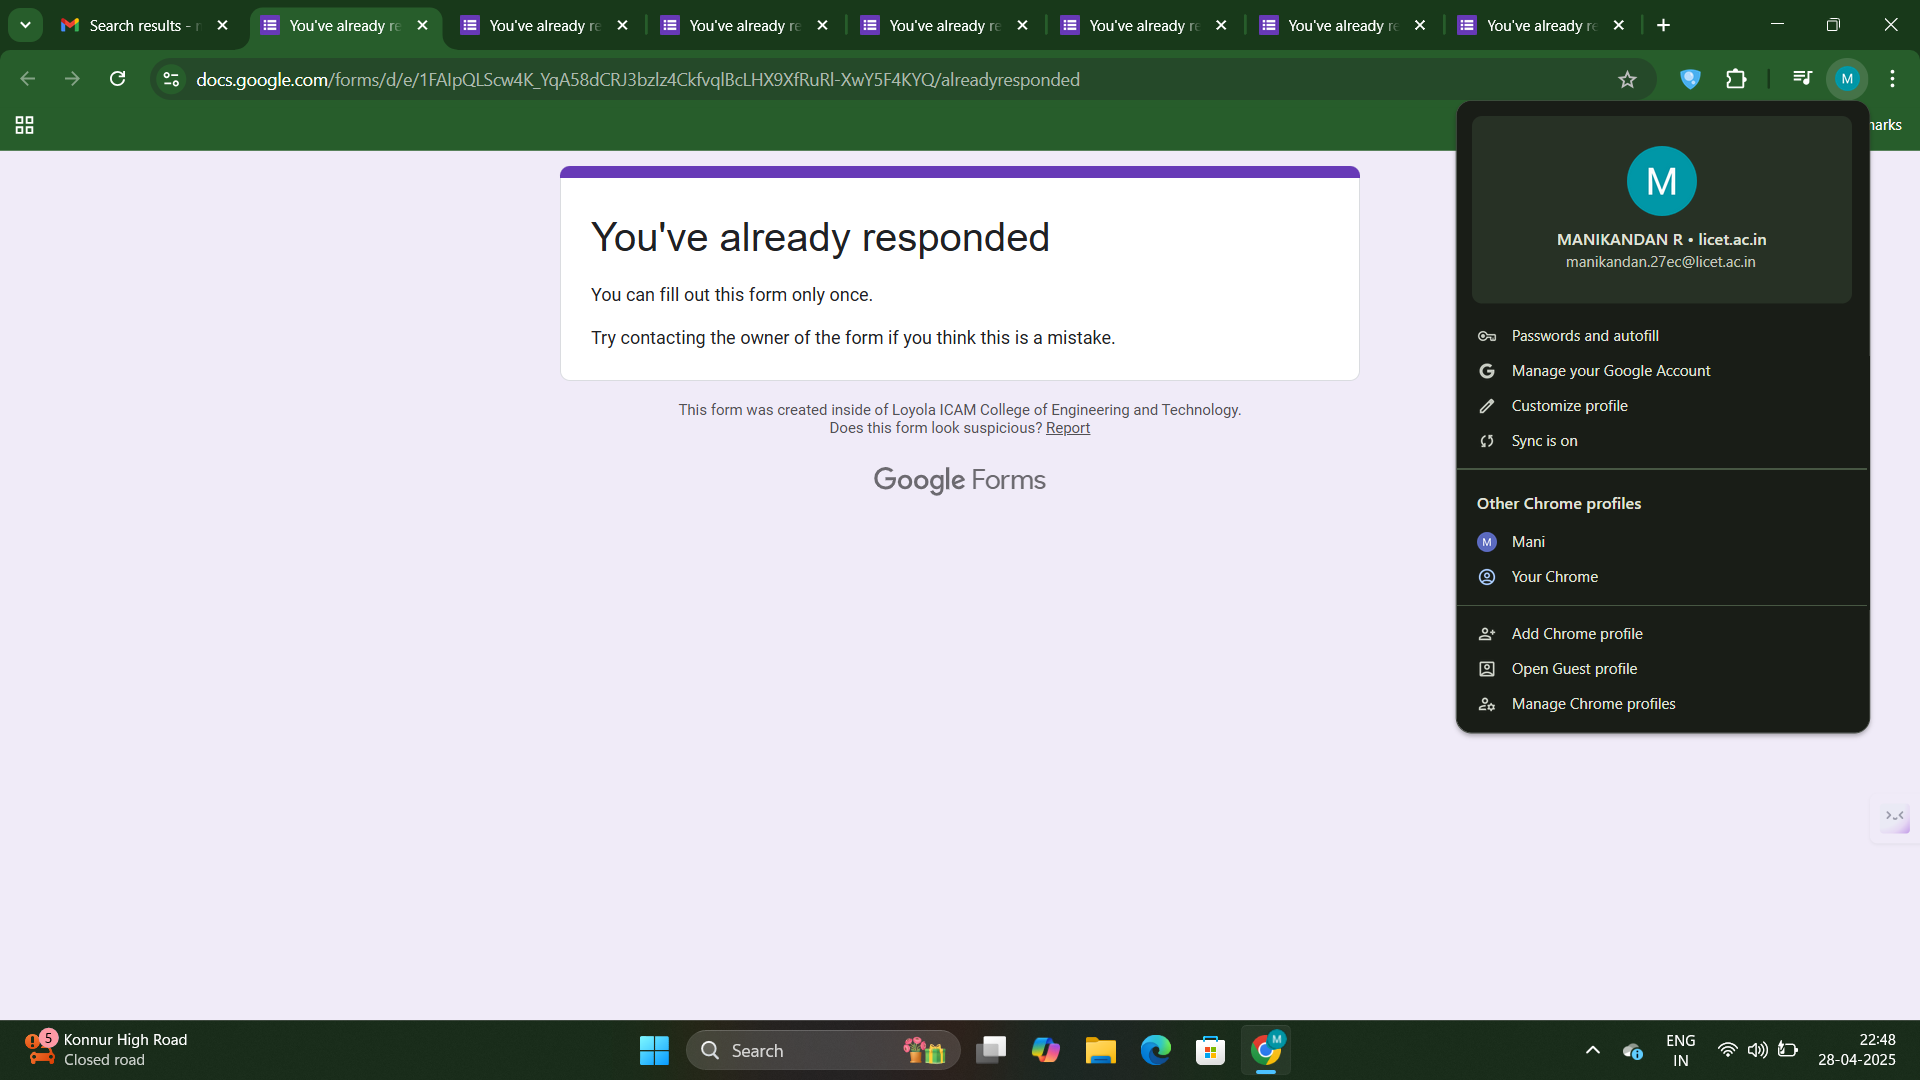 Search results - 
You've already re
You've already re
You've already re
You've already re
You've already re
You've already re
You've already re
docs.google.com/forms/d/e/1FAIpQLScw4K_YqA58dCRJ3bzlz4CkfvqlBcLHX9XfRuRl-XwY5F4KYQ/alreadyresponded
M
You've already responded
You can fill out this form only once.
Try contacting the owner of the form if you think this is a mistake.
This form was created inside of Loyola ICAM College of Engineering and Technology.
Does this form look suspicious? Report
Google Forms
M
MANIKANDAN R • licet.ac.in
manikandan.27ec@licet.ac.in
Passwords and autofill
Manage your Google Account
Customize profile
Sync is on
Other Chrome profiles
M Mani
Your Chrome
Add Chrome profile
Open Guest profile
Manage Chrome profiles
5
Konnur High Road
Closed road
Search
M
ENG
IN
22:48
28-04-2025